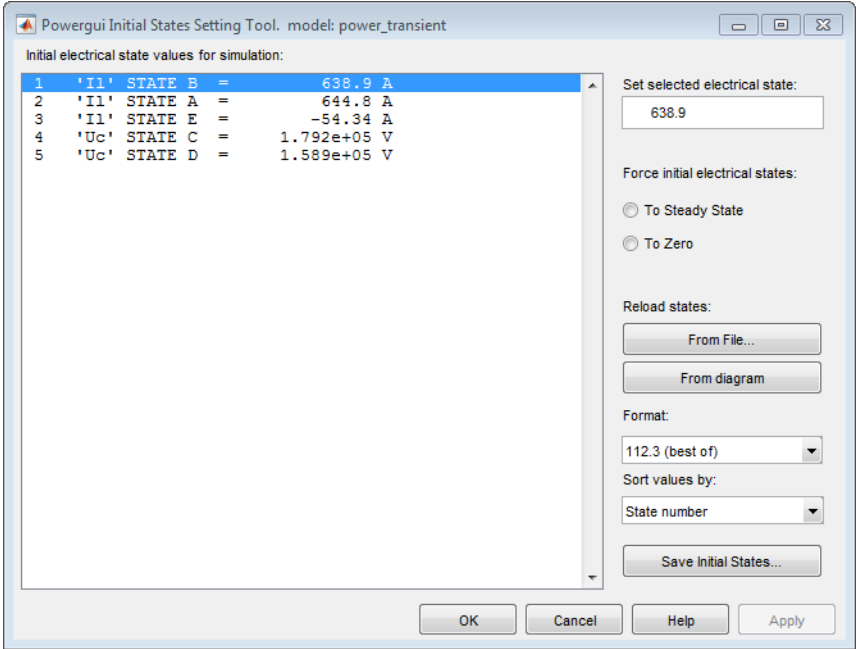 Powergui Initial States Setting Tool. model: power_transient
Initial electrical state values for simulation:
1 'Il' STATE B = 638.9 A
2 'Il' STATE A = 644.8 A
3 'Il' STATE E = -54.34 A
4 'Uc' STATE C = 1.792e+05 V
5 'Uc' STATE D = 1.589e+05 V
Set selected electrical state:
638.9
Force initial electrical states:
To Steady State
To Zero
Reload states:
From File...
From diagram
Format:
112.3 (best of)
Sort values by:
State number
Save Initial States...
OK Cancel Help Apply